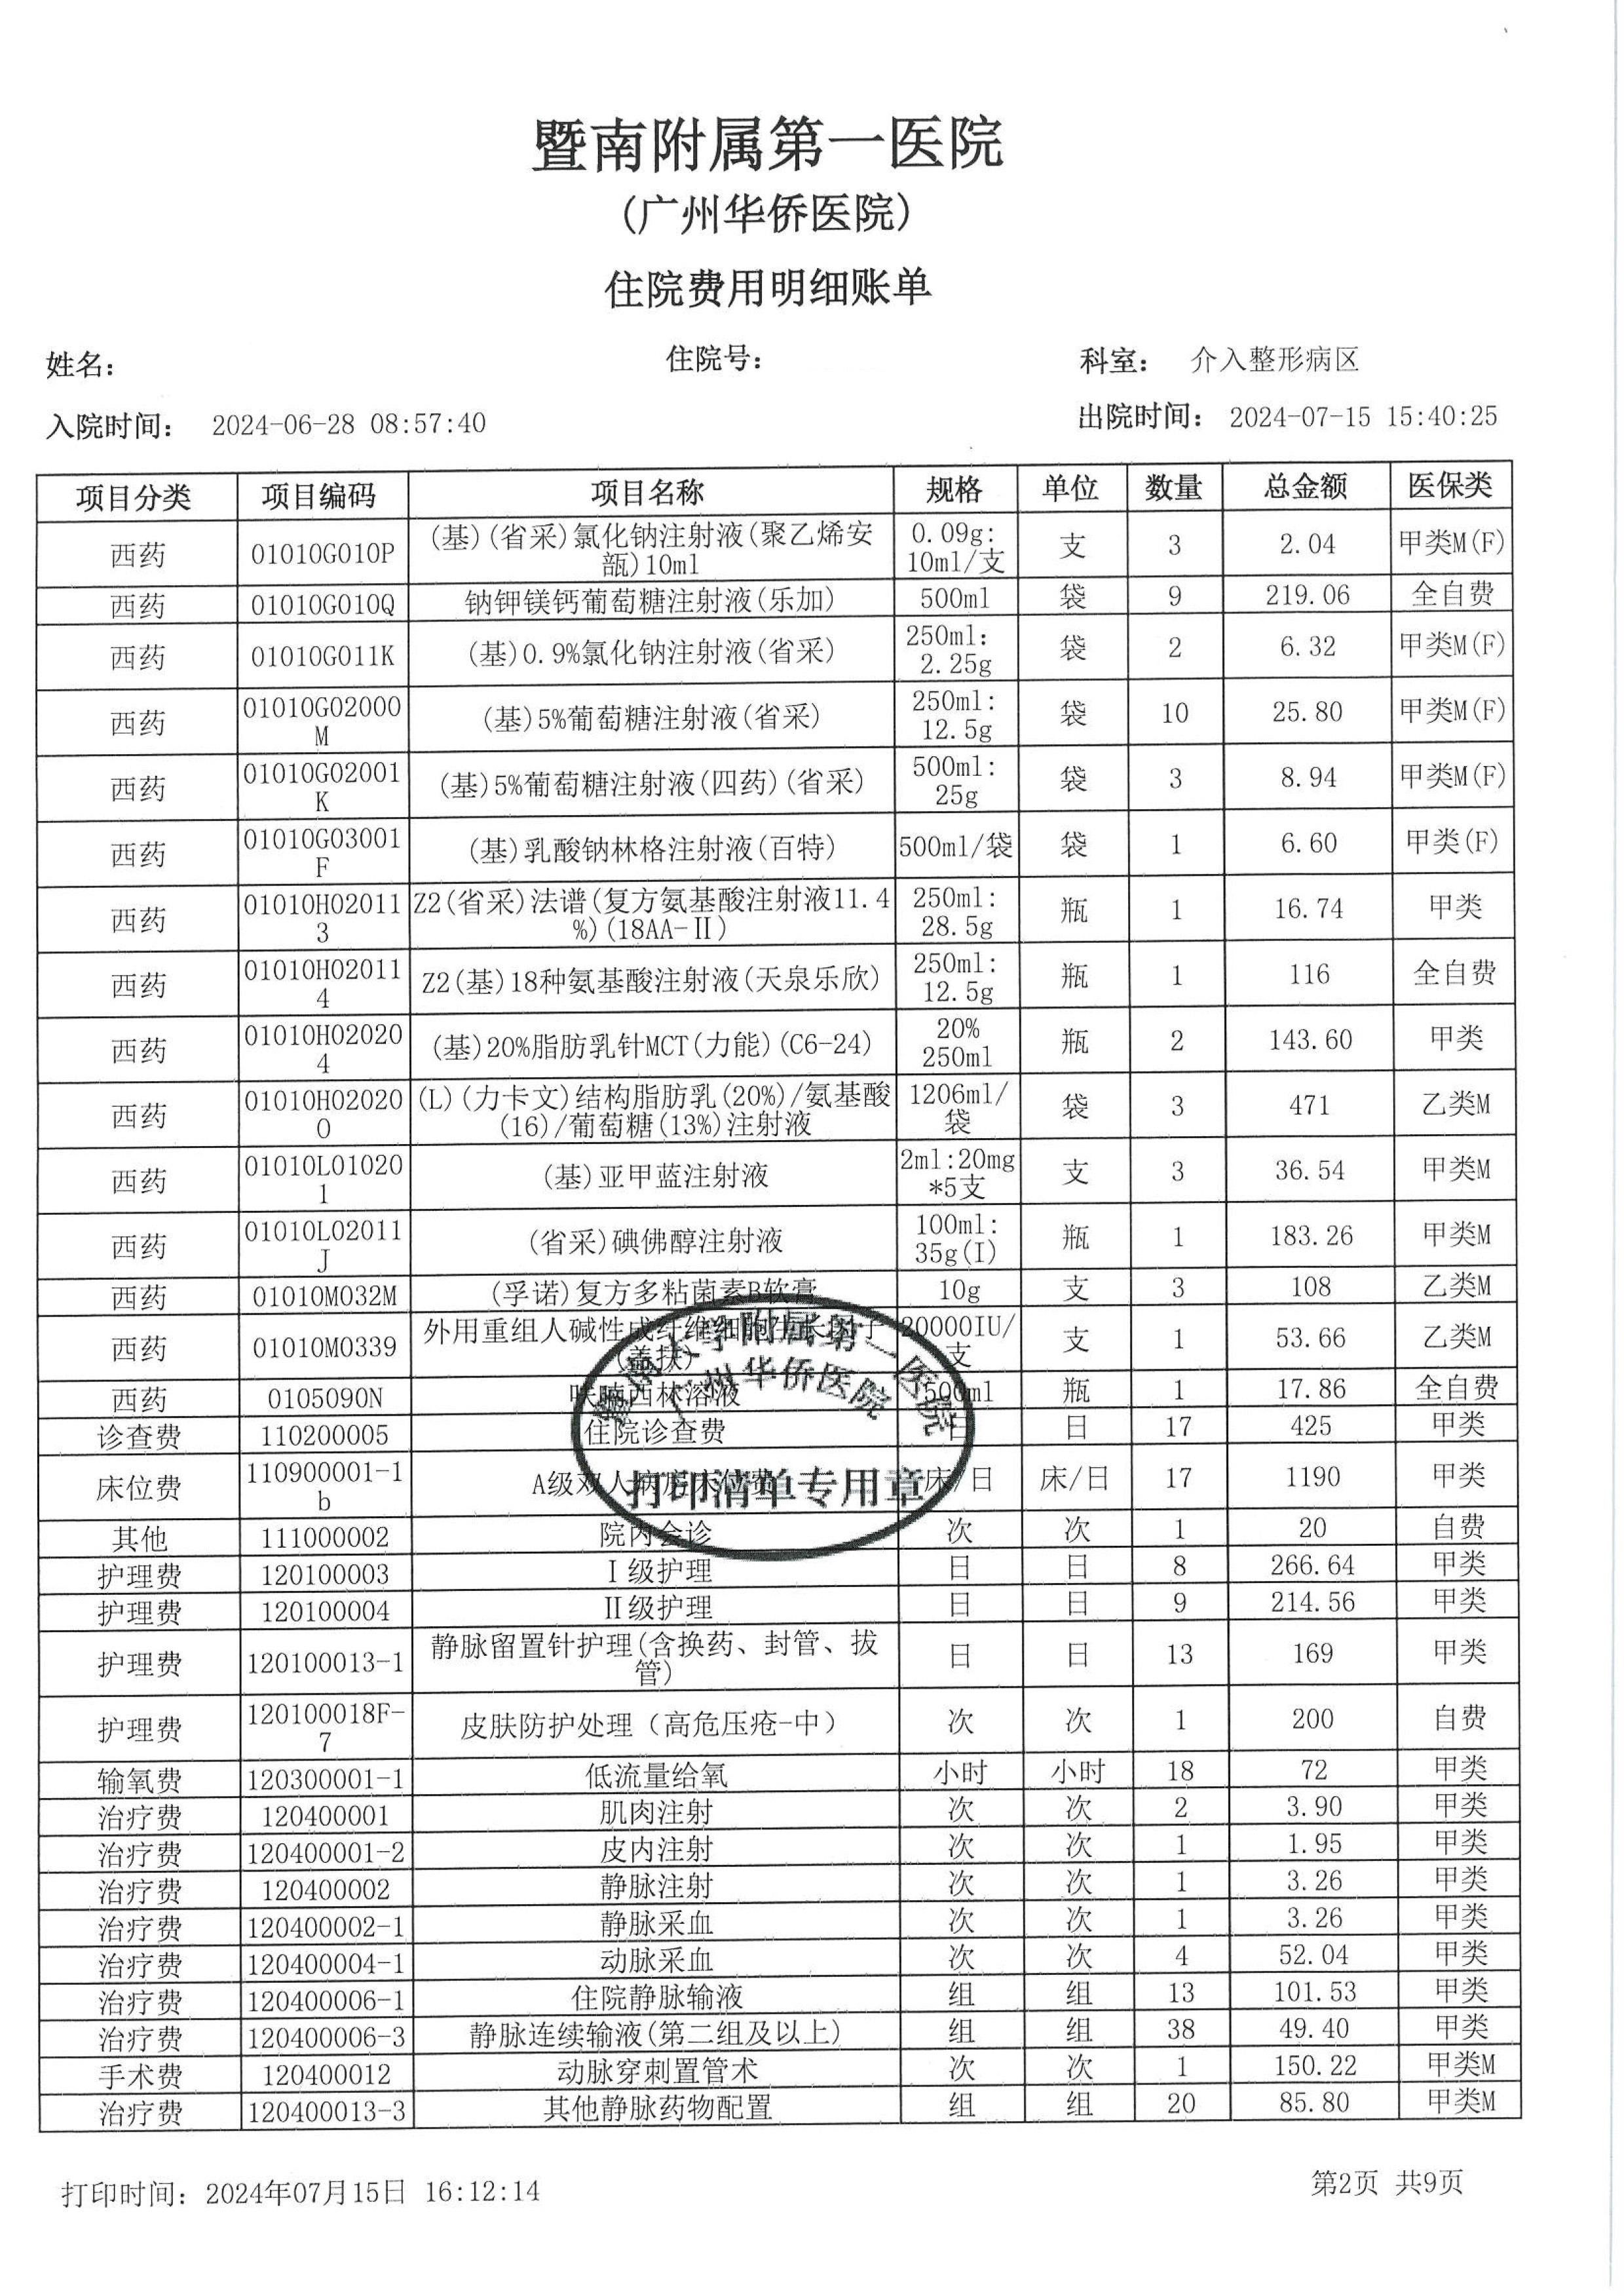 暨南附属第一医院
(广州华侨医院)
住院费用明细账单
姓名: 住院号: 科室: 介入整形病区
入院时间: 2024-06-28 08:57:40 出院时间: 2024-07-15 15:40:25
项目分类 项目编码 项目名称 规格 单位 数量 总金额 医保类
西药 01010G010P (基)(省采)氯化钠注射液(聚乙烯安瓿)10ml 0.09g:10ml/支 支 3 2.04 甲类M(F)
西药 01010G010Q 钠钾镁钙葡萄糖注射液(乐加) 500ml 袋 9 219.06 全自费
西药 01010G011K (基)0.9%氯化钠注射液(省采) 250ml:2.25g 袋 2 6.32 甲类M(F)
西药 01010G02000M (基)5%葡萄糖注射液(省采) 250ml:12.5g 袋 10 25.80 甲类M(F)
西药 01010G02001K (基)5%葡萄糖注射液(四药)(省采) 500ml:25g 袋 3 8.94 甲类M(F)
西药 01010G03001F (基)乳酸钠林格注射液(百特) 500ml/袋 袋 1 6.60 甲类(F)
西药 01010H020113 Z2(省采)法谱(复方氨基酸注射液11.4%)(18AA-Ⅱ) 250ml:28.5g 瓶 1 16.74 甲类
西药 01010H020114 Z2(基)18种氨基酸注射液(天泉乐欣) 250ml:12.5g 瓶 1 116 全自费
西药 01010H020204 (基)20%脂肪乳针MCT(力能)(C6-24) 20% 250ml 瓶 2 143.60 甲类
西药 01010H02020O (L)(力卡文)结构脂肪乳(20%)/氨基酸(16)/葡萄糖(13%)注射液 1206ml/袋 袋 3 471 乙类M
西药 01010L010201 (基)亚甲蓝注射液 2ml:20mg*5支 支 3 36.54 甲类M
西药 01010L02011J (省采)碘佛醇注射液 100ml:35g(I) 瓶 1 183.26 甲类M
西药 01010M032M (孚诺)复方多粘菌素B软膏 10g 支 3 108 乙类M
西药 01010M0339 外用重组人碱性成纤维细胞生长因子(盖扶) 20000IU/支 支 1 53.66 乙类M
西药 0105090N 呋喃西林溶液 500ml 瓶 1 17.86 全自费
诊查费 110200005 住院诊查费 日 日 17 425 甲类
床位费 110900001-1b A级双人病房床位费 床/日 床/日 17 1190 甲类
其他 111000002 院内会诊 次 次 1 20 自费
护理费 120100003 Ⅰ级护理 日 日 8 266.64 甲类
护理费 120100004 Ⅱ级护理 日 日 9 214.56 甲类
护理费 120100013-1 静脉留置针护理(含换药、封管、拔管) 日 日 13 169 甲类
护理费 120100018F-7 皮肤防护处理（高危压疮-中） 次 次 1 200 自费
输氧费 120300001-1 低流量给氧 小时 小时 18 72 甲类
治疗费 120400001 肌肉注射 次 次 2 3.90 甲类
治疗费 120400001-2 皮内注射 次 次 1 1.95 甲类
治疗费 120400002 静脉注射 次 次 1 3.26 甲类
治疗费 120400002-1 静脉采血 次 次 1 3.26 甲类
治疗费 120400004-1 动脉采血 次 次 4 52.04 甲类
治疗费 120400006-1 住院静脉输液 组 组 13 101.53 甲类
治疗费 120400006-3 静脉连续输液(第二组及以上) 组 组 38 49.40 甲类
手术费 120400012 动脉穿刺置管术 次 次 1 150.22 甲类M
治疗费 120400013-3 其他静脉药物配置 组 组 20 85.80 甲类M
暨南大学附属第一医院
广州华侨医院
打印清单专用章
打印时间: 2024年07月15日 16:12:14 第2页 共9页